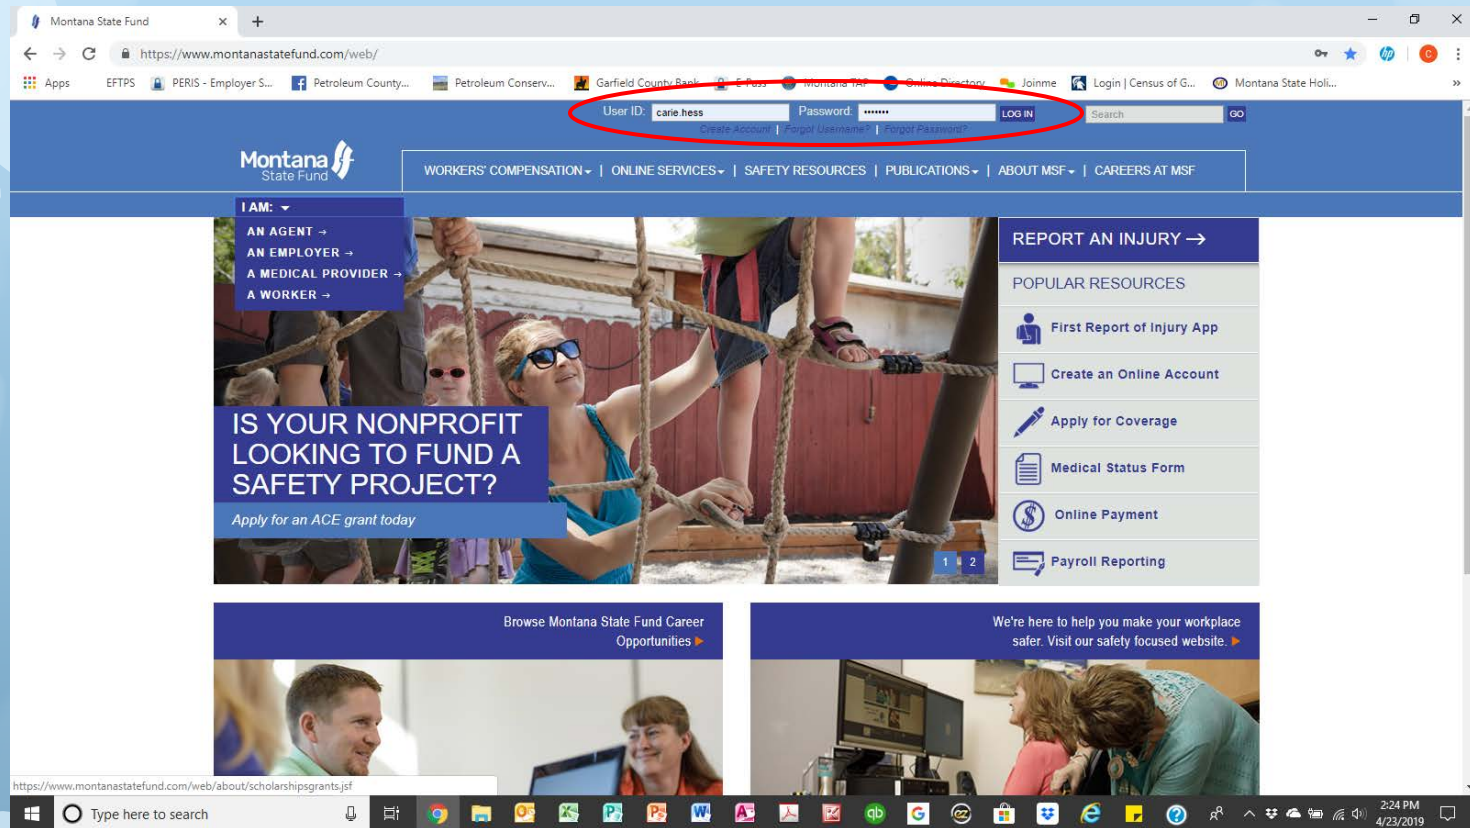 Montana State Fund
https://www.montanastatefund.com/web/
Apps EFTPS PERIS - Employer S... Petroleum County... Petroleum Conserv... Garfield County Bank E-Pass Montana TAP Online Directory Joinme Login | Census of G... Montana State Holi... »
User ID: carie.hess Password: ••••••• LOG IN Search GO
Create Account | Forgot Username? | Forgot Password?
Montana
State Fund
WORKERS' COMPENSATION | ONLINE SERVICES | SAFETY RESOURCES | PUBLICATIONS | ABOUT MSF | CAREERS AT MSF
I AM:
AN AGENT →
AN EMPLOYER →
A MEDICAL PROVIDER →
A WORKER →
REPORT AN INJURY →
POPULAR RESOURCES
First Report of Injury App
Create an Online Account
Apply for Coverage
Medical Status Form
Online Payment
Payroll Reporting
IS YOUR NONPROFIT
LOOKING TO FUND A
SAFETY PROJECT?
Apply for an ACE grant today
1 2
Browse Montana State Fund Career
Opportunities
We're here to help you make your workplace
safer. Visit our safety focused website.
https://www.montanastatefund.com/web/about/scholarshipsgrants.jsf
Type here to search
2:24 PM
4/23/2019